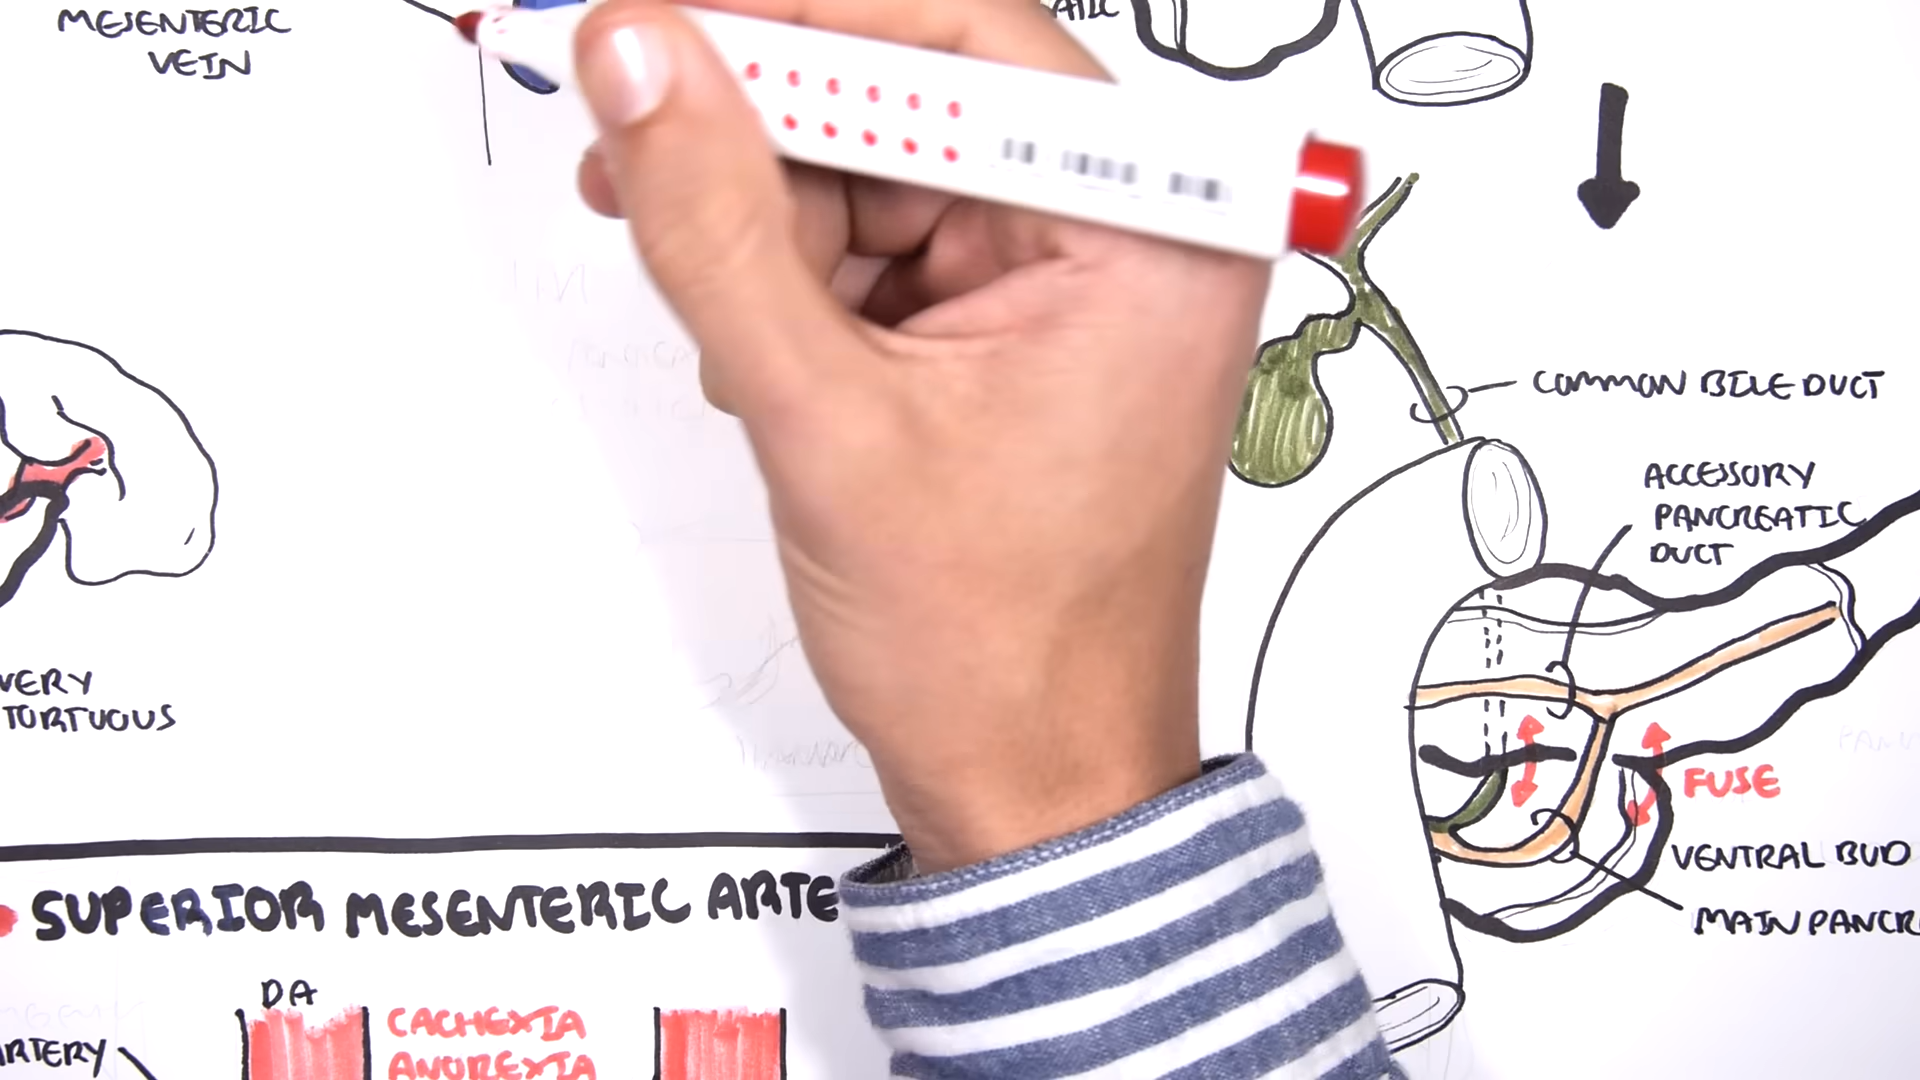 MESENTERIC
VEIN
COMMON BILE DUCT
ACCESSORY
PANCREATIC
DUCT
VERY
TORTUOUS
FUSE
VENTRAL BUD
MAIN PANCR
SUPERIOR MESENTERIC ARTE
DA
CACHEXIA
ANOREXIA
RTERY